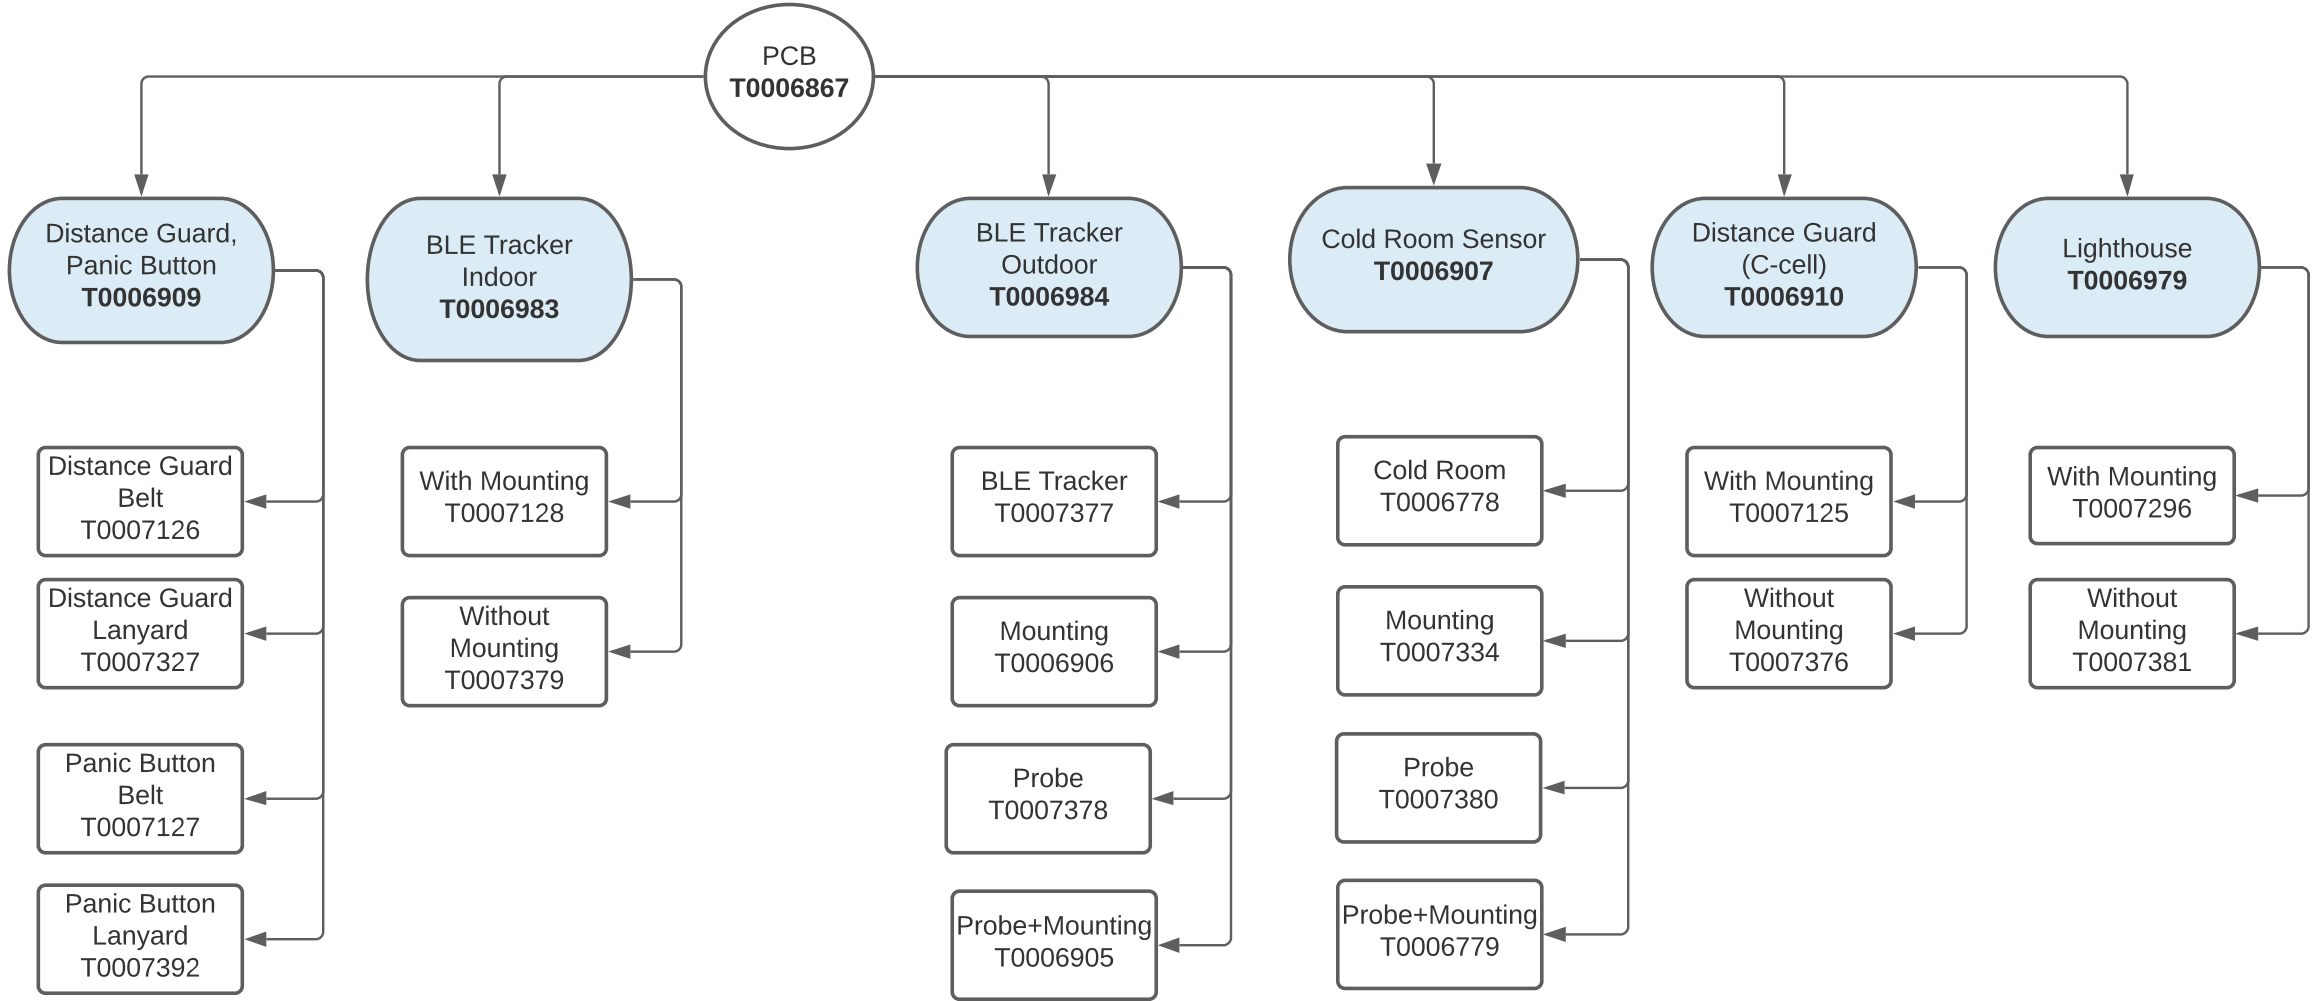 PCB
T0006867
Distance Guard,
Panic Button
T0006909
BLE Tracker
Indoor
T0006983
BLE Tracker
Outdoor
T0006984
Cold Room Sensor
T0006907
Distance Guard
(C-cell)
T0006910
Lighthouse
T0006979
Distance Guard
Belt
T0007126
Distance Guard
Lanyard
T0007327
Panic Button
Belt
T0007127
Panic Button
Lanyard
T0007392
With Mounting
T0007128
Without
Mounting
T0007379
BLE Tracker
T0007377
Mounting
T0006906
Probe
T0007378
Probe+Mounting
T0006905
Cold Room
T0006778
Mounting
T0007334
Probe
T0007380
Probe+Mounting
T0006779
With Mounting
T0007125
Without
Mounting
T0007376
With Mounting
T0007296
Without
Mounting
T0007381